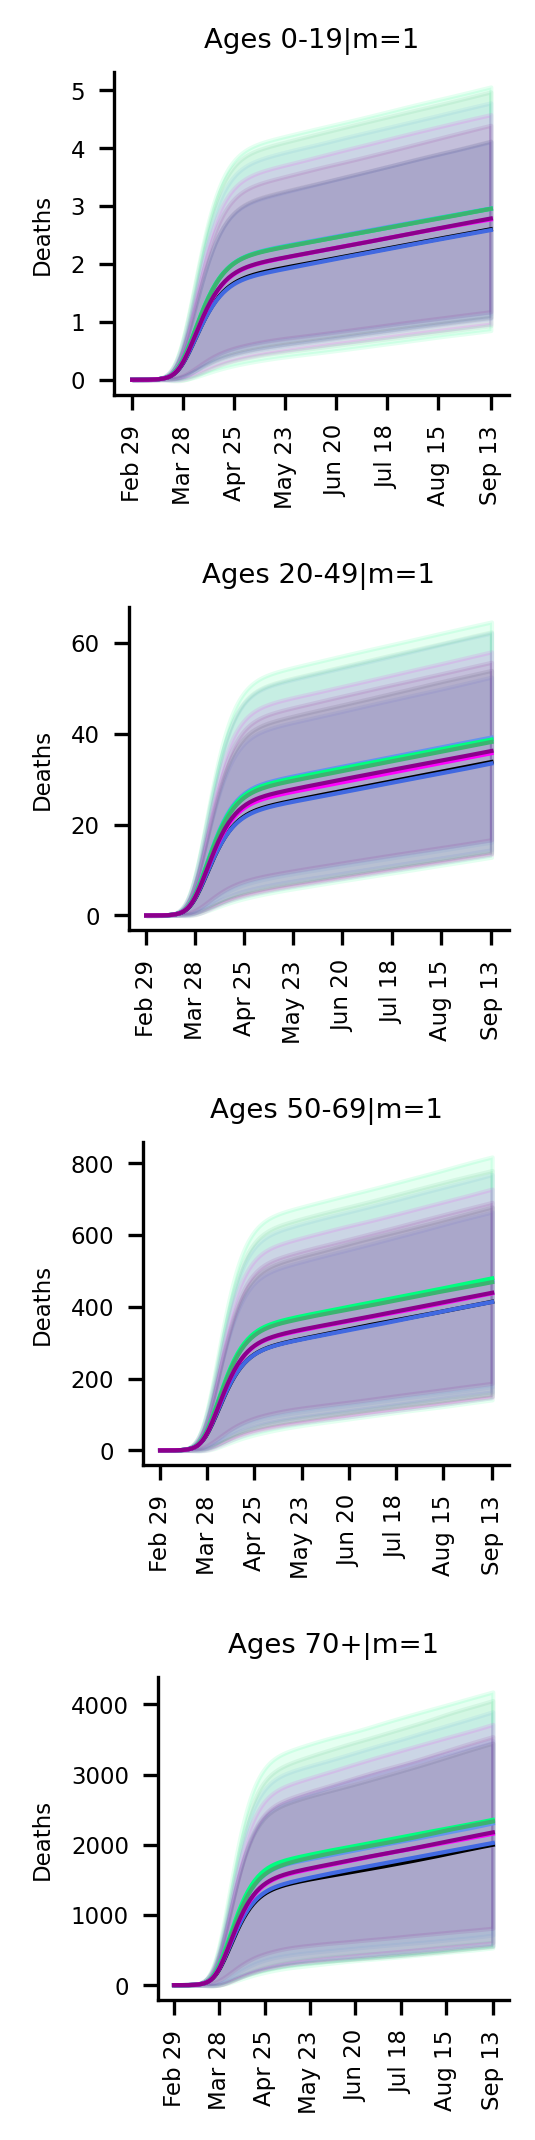 Ages 0-19|m=1
Deaths
5
4
3
2
1
0
Feb 29
Mar 28
Apr 25
May 23
Jun 20
Jul 18
Aug 15
Sep 13
Ages 20-49|m=1
Deaths
60
40
20
0
Feb 29
Mar 28
Apr 25
May 23
Jun 20
Jul 18
Aug 15
Sep 13
Ages 50-69|m=1
Deaths
800
600
400
200
0
Feb 29
Mar 28
Apr 25
May 23
Jun 20
Jul 18
Aug 15
Sep 13
Ages 70+|m=1
Deaths
4000
3000
2000
1000
0
Feb 29
Mar 28
Apr 25
May 23
Jun 20
Jul 18
Aug 15
Sep 13